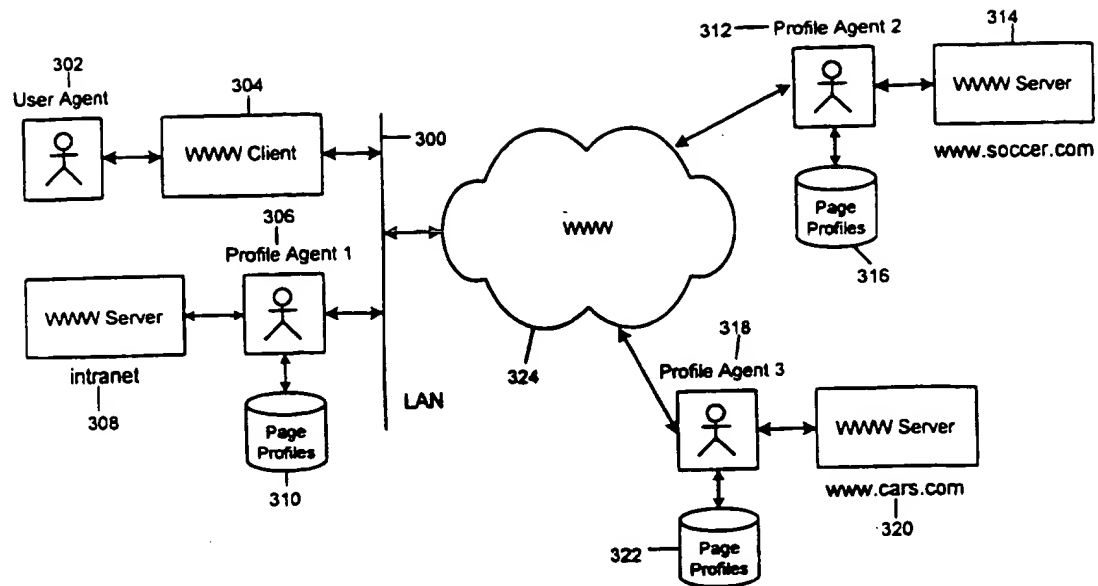 302
User Agent
304
WWW Client
300
306
Profile Agent 1
WWW Server
intranet
308
Page
Profiles
310
LAN
WWW
324
312
Profile Agent 2
314
WWW Server
www.soccer.com
Page
Profiles
316
318
Profile Agent 3
WWW Server
www.cars.com
320
322
Page
Profiles